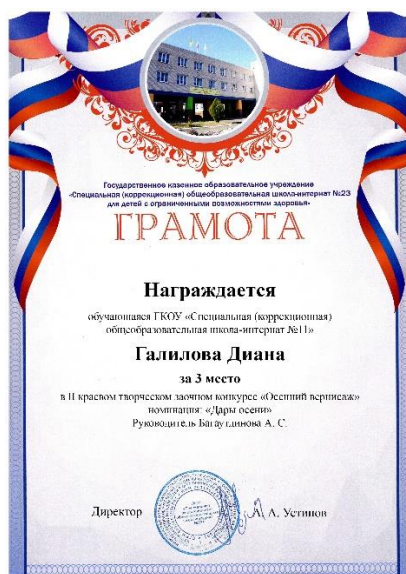 Государственное казенное образовательное учреждение
«Специальная (коррекционная) общеобразовательная школа-интернат №23
для детей с ограниченными возможностями здоровья»
ГРАМОТА
Награждается
обучающаяся ГКОУ «Специальная (коррекционная)
общеобразовательная школа-интернат №11»
Галилова Диана
за 3 место
в II краевом творческом заочном конкурсе «Осенний вернисаж»
номинация: «Дары осени»
Руководитель Багаутдинова А. С.
Директор
А. Устинов